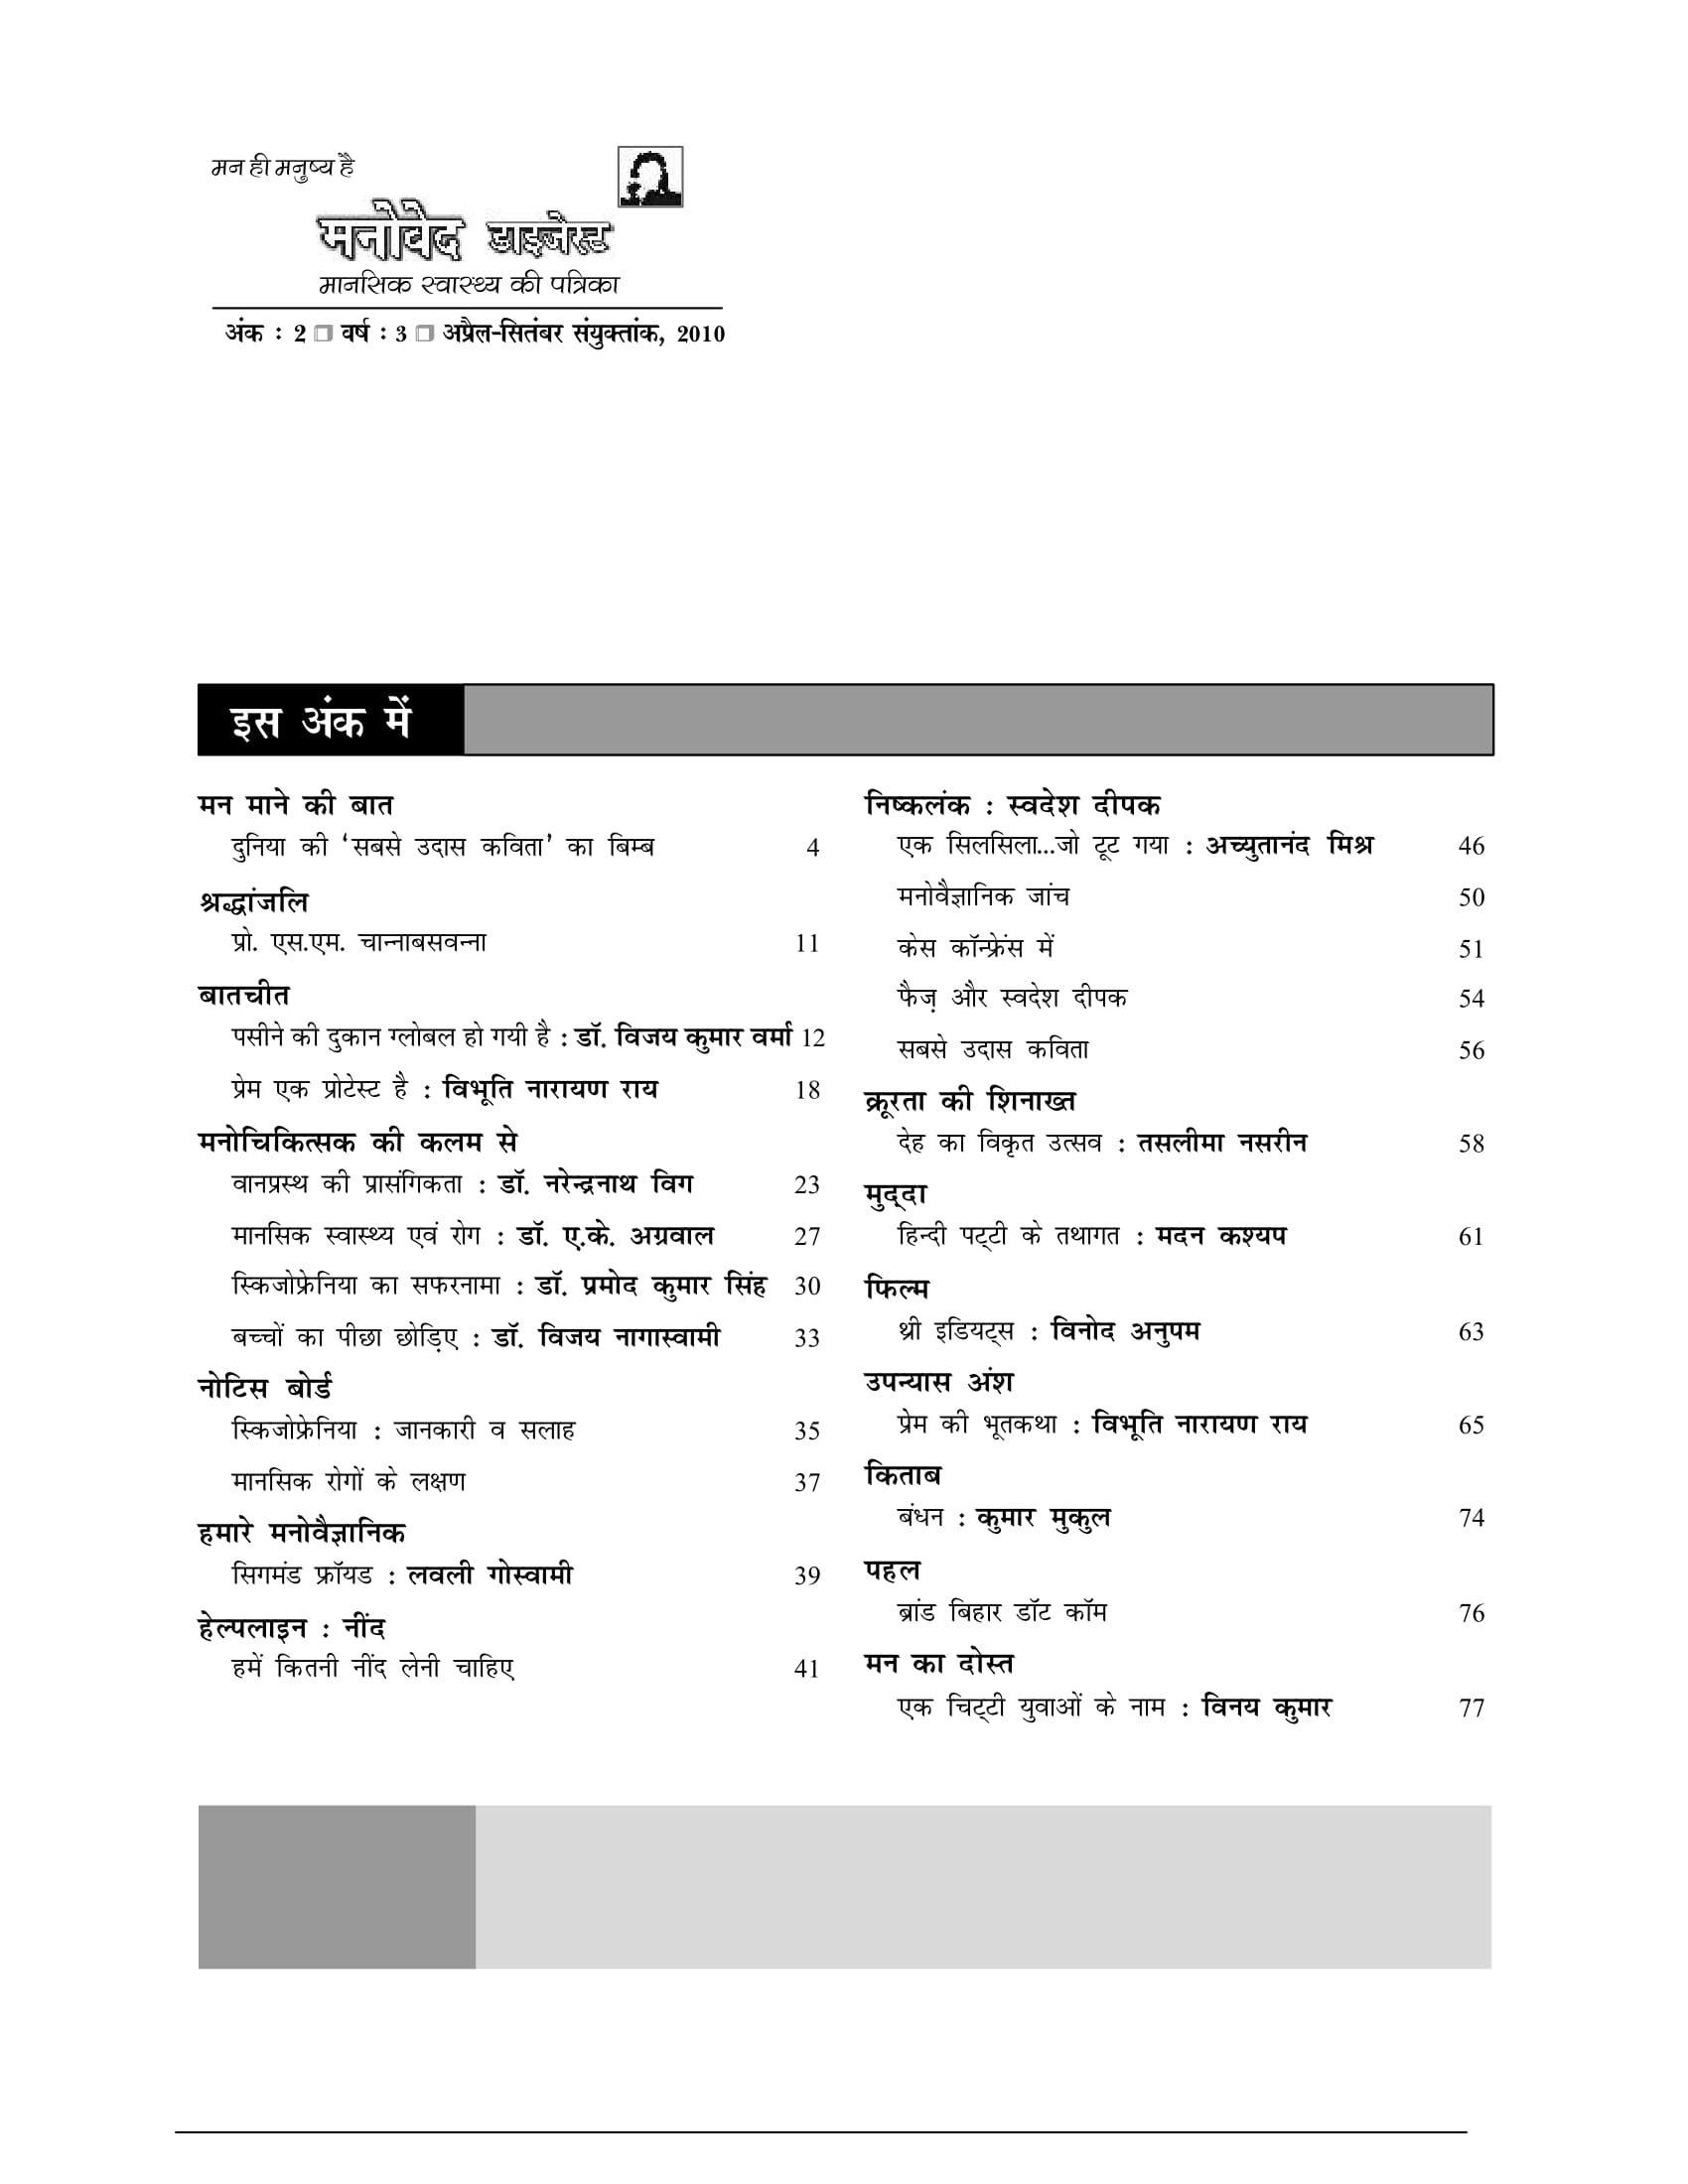 मन ही मनुष्य है
मनोवेद डाइजेस्ट
मानसिक स्वास्थ्य की पत्रिका
अंक : 2 ❒ वर्ष : 3 ❒ अप्रैल-सितंबर संयुक्तांक, 2010
इस अंक में
मन माने की बात
दुनिया की ‘सबसे उदास कविता’ का बिम्ब 4
श्रद्धांजलि
प्रो. एस.एम. चान्नाबसवन्ना 11
बातचीत
पसीने की दुकान ग्लोबल हो गयी है : डॉ. विजय कुमार वर्मा 12
प्रेम एक प्रोटेस्ट है : विभूति नारायण राय 18
मनोचिकित्सक की कलम से
वानप्रस्थ की प्रासंगिकता : डॉ. नरेन्द्रनाथ विग 23
मानसिक स्वास्थ्य एवं रोग : डॉ. ए.के. अग्रवाल 27
स्किजोफ्रेनिया का सफरनामा : डॉ. प्रमोद कुमार सिंह 30
बच्चों का पीछा छोड़िए : डॉ. विजय नागास्वामी 33
नोटिस बोर्ड
स्किजोफ्रेनिया : जानकारी व सलाह 35
मानसिक रोगों के लक्षण 37
हमारे मनोवैज्ञानिक
सिगमंड फ्रॉयड : लवली गोस्वामी 39
हेल्पलाइन : नींद
हमें कितनी नींद लेनी चाहिए 41
निष्कलंक : स्वदेश दीपक
एक सिलसिला...जो टूट गया : अच्युतानंद मिश्र 46
मनोवैज्ञानिक जांच 50
केस कॉन्फ्रेंस में 51
फैज़ और स्वदेश दीपक 54
सबसे उदास कविता 56
क्रूरता की शिनाख्त
देह का विकृत उत्सव : तसलीमा नसरीन 58
मुद्दा
हिन्दी पट्टी के तथागत : मदन कश्यप 61
फिल्म
थ्री इडियट्स : विनोद अनुपम 63
उपन्यास अंश
प्रेम की भूतकथा : विभूति नारायण राय 65
किताब
बंधन : कुमार मुकुल 74
पहल
ब्रांड बिहार डॉट कॉम 76
मन का दोस्त
एक चिट्टी युवाओं के नाम : विनय कुमार 77